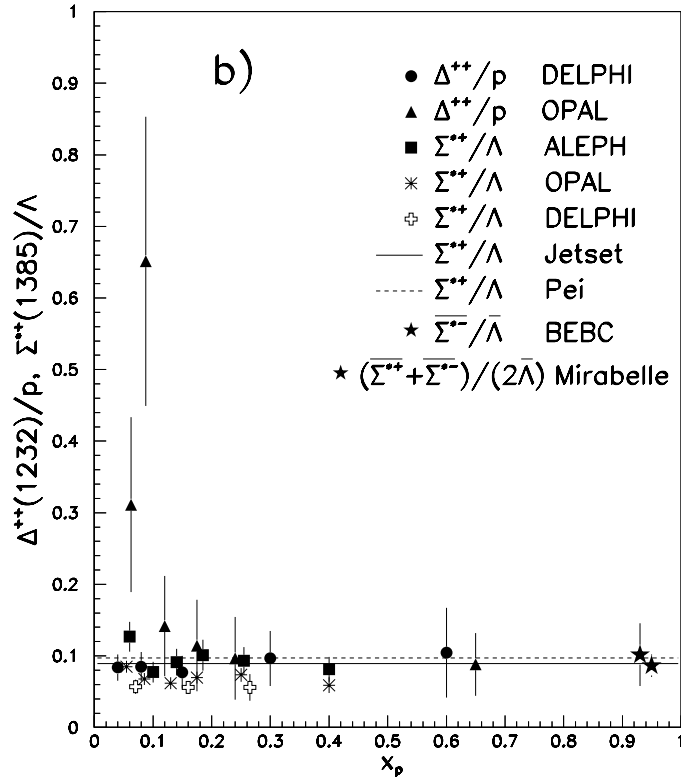 b)
Δ⁺⁺/p DELPHI
Δ⁺⁺/p OPAL
Σ*⁺/Λ ALEPH
Σ*⁺/Λ OPAL
Σ*⁺/Λ DELPHI
Σ*⁺/Λ Jetset
Σ*⁺/Λ Pei
Σ̅*̅⁻̅/Λ̅ BEBC
(Σ̅*̅⁺̅+Σ̅*̅⁻̅)/(2Λ̅) Mirabelle
Δ⁺⁺(1232)/p, Σ*⁺(1385)/Λ
1
0.9
0.8
0.7
0.6
0.5
0.4
0.3
0.2
0.1
0
0 0.1 0.2 0.3 0.4 0.5 0.6 0.7 0.8 0.9 1
xₚ